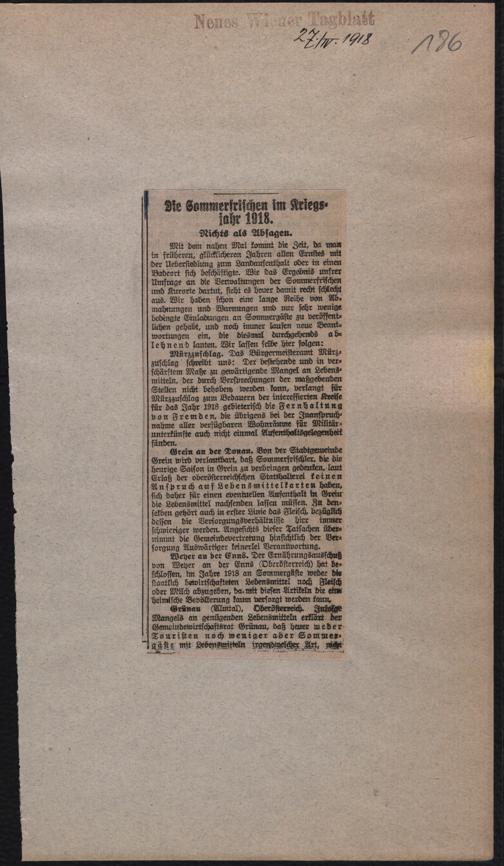 Neues Wiener Tagblatt
27/IV. 1918
186
Die Sommerfrischen im Kriegs-
jahr 1918.
Nichts als Absagen.
Mit dem nahen Mai kommt die Zeit, da man
in früheren, glücklicheren Jahren allen Ernstes mit
der Uebersiedlung zum Landaufenthalt oder in einen
Badeort sich beschäftigte. Wie das Ergebnis unsrer
Umfrage an die Verwaltungen der Sommerfrischen
und Kurorte dartut, sieht es heuer damit recht schlecht
aus. Wir haben schon eine lange Reihe von Ab-
mahnungen und Warnungen und nur sehr wenige
bedingte Einladungen an Sommergäste zu veröffent-
lichen gehabt, und noch immer laufen neue Beant-
wortungen ein, die diesmal durchgehends ab-
lehnend lauten. Wir lassen selbe hier folgen:
Mürzzuschlag. Das Bürgermeisteramt Mürz-
zuschlag schreibt uns: Der bestehende und in ver-
schärftem Maße zu gewärtigende Mangel an Lebens-
mitteln, der durch Versprechungen der maßgebenden
Stellen nicht behoben werden kann, verlangt für
Mürzzuschlag zum Bedauern der interessierten Kreise
für das Jahr 1918 gebieterisch die Fernhaltung
von Fremden, die übrigens bei der Inanspruch-
nahme aller verfügbaren Wohnräume für Militär-
unterkünfte auch nicht einmal Aufenthaltsgelegenheit
fänden.
Grein an der Donau. Von der Stadtgemeinde
Grein wird verlautbart, daß Sommerfrischler, die die
heurige Saison in Grein zu verbringen gedenken, laut
Erlaß der oberösterreichischen Statthalterei keinen
Anspruch auf Lebensmittelkarten haben,
sich daher für einen eventuellen Aufenthalt in Grein
die Lebensmittel nachsenden lassen müssen. Zu den-
selben gehört auch in erster Linie das Fleisch, bezüglich
dessen die Versorgungsverhältnisse hier immer
schwieriger werden. Angesichts dieser Tatsachen über-
nimmt die Gemeindevertretung hinsichtlich der Ver-
sorgung Auswärtiger keinerlei Verantwortung.
Weyer an der Enns. Der Ernährungsausschuß
von Weyer an der Enns (Oberösterreich) hat be-
schlossen, im Jahre 1918 an Sommergäste weder die
staatlich bewirtschafteten Lebensmittel noch Fleisch
oder Milch abzugeben, da mit diesen Artikeln die ein-
heimische Bevölkerung kaum versorgt werden kann.
Grünau (Almtal), Oberösterreich. Infolge
Mangels an genügenden Lebensmitteln erklärt der
Gemeindewirtschaftsrat Grünau, daß heuer weder
Touristen noch weniger aber Sommer-
gäste mit Lebensmitteln irgendwelcher Art, nicht